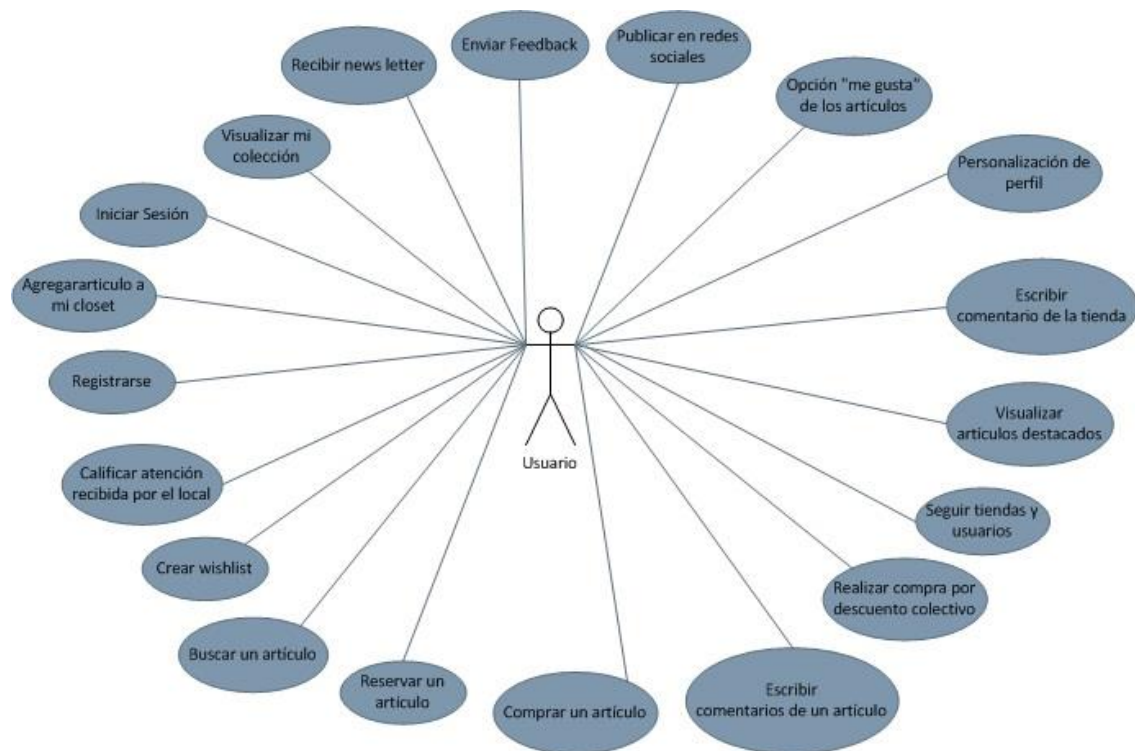 Enviar Feedback
Publicar en redes
sociales
Recibir news letter
Opción "me gusta"
de los artículos
Visualizar mi
colección
Personalización de
perfil
Iniciar Sesión
Agregararticulo a
mi closet
Escribir
comentario de la tienda
Registrarse
Visualizar
artículos destacados
Usuario
Calificar atención
recibida por el local
Seguir tiendas y
usuarios
Crear wishlist
Realizar compra por
descuento colectivo
Buscar un artículo
Reservar un
artículo
Comprar un artículo
Escribir
comentarios de un artículo